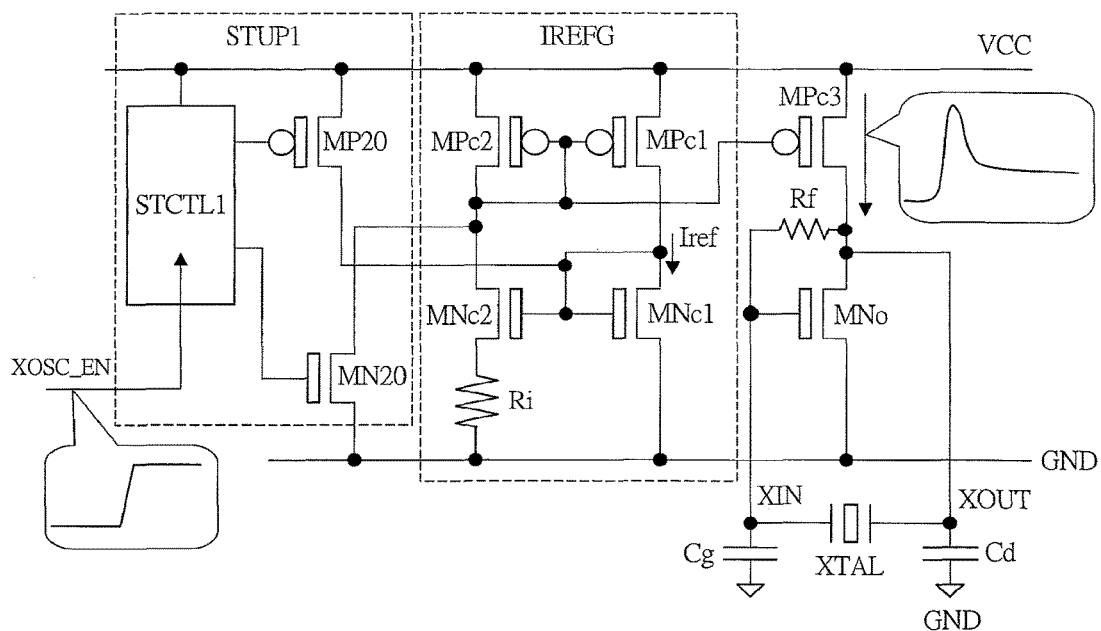 STUP1
IREFG
VCC
MPc3
MP20
MPc2
MPc1
STCTL1
Rf
Iref
MNc2
MNc1
MNo
XOSC_EN
MN20
Ri
GND
XIN
XOUT
Cg
XTAL
Cd
GND